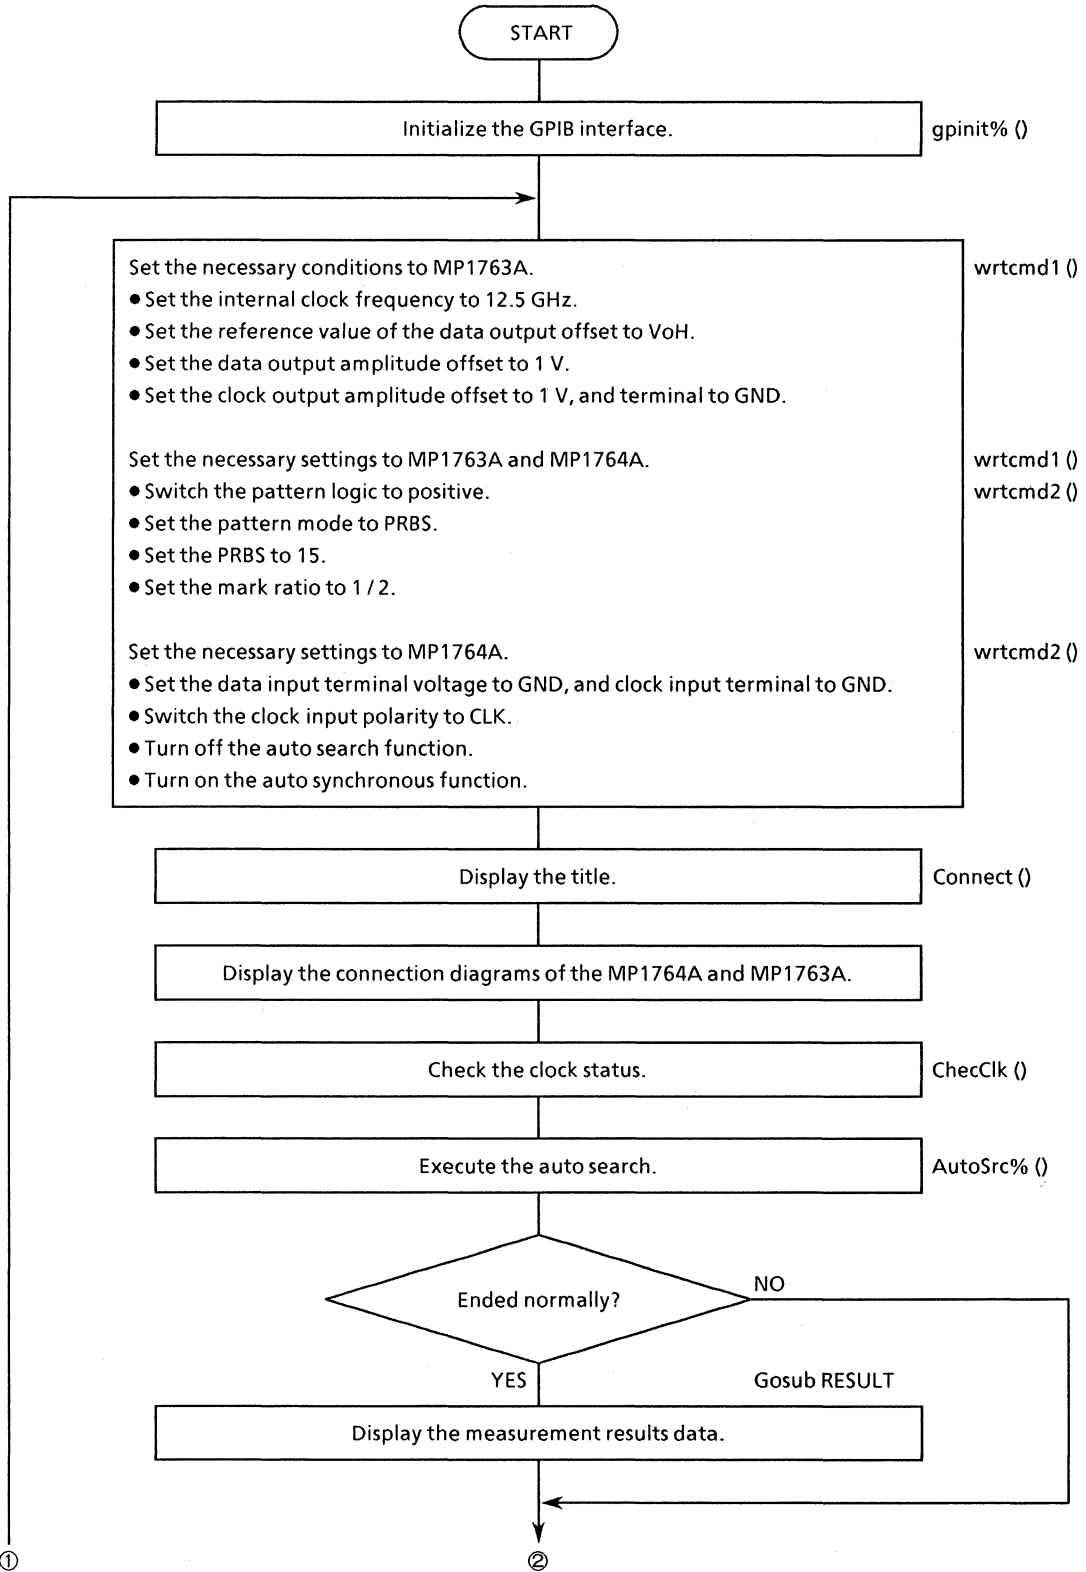 START
Initialize the GPIB interface.
gpinit% ()
Set the necessary conditions to MP1763A.
wrtcmd1 ()
● Set the internal clock frequency to 12.5 GHz.
● Set the reference value of the data output offset to VoH.
● Set the data output amplitude offset to 1 V.
● Set the clock output amplitude offset to 1 V, and terminal to GND.
Set the necessary settings to MP1763A and MP1764A.
wrtcmd1 ()
● Switch the pattern logic to positive.
wrtcmd2 ()
● Set the pattern mode to PRBS.
● Set the PRBS to 15.
● Set the mark ratio to 1 / 2.
Set the necessary settings to MP1764A.
wrtcmd2 ()
● Set the data input terminal voltage to GND, and clock input terminal to GND.
● Switch the clock input polarity to CLK.
● Turn off the auto search function.
● Turn on the auto synchronous function.
Display the title.
Connect ()
Display the connection diagrams of the MP1764A and MP1763A.
Check the clock status.
ChecClk ()
Execute the auto search.
AutoSrc% ()
Ended normally?
NO
YES
Gosub RESULT
Display the measurement results data.
①
②